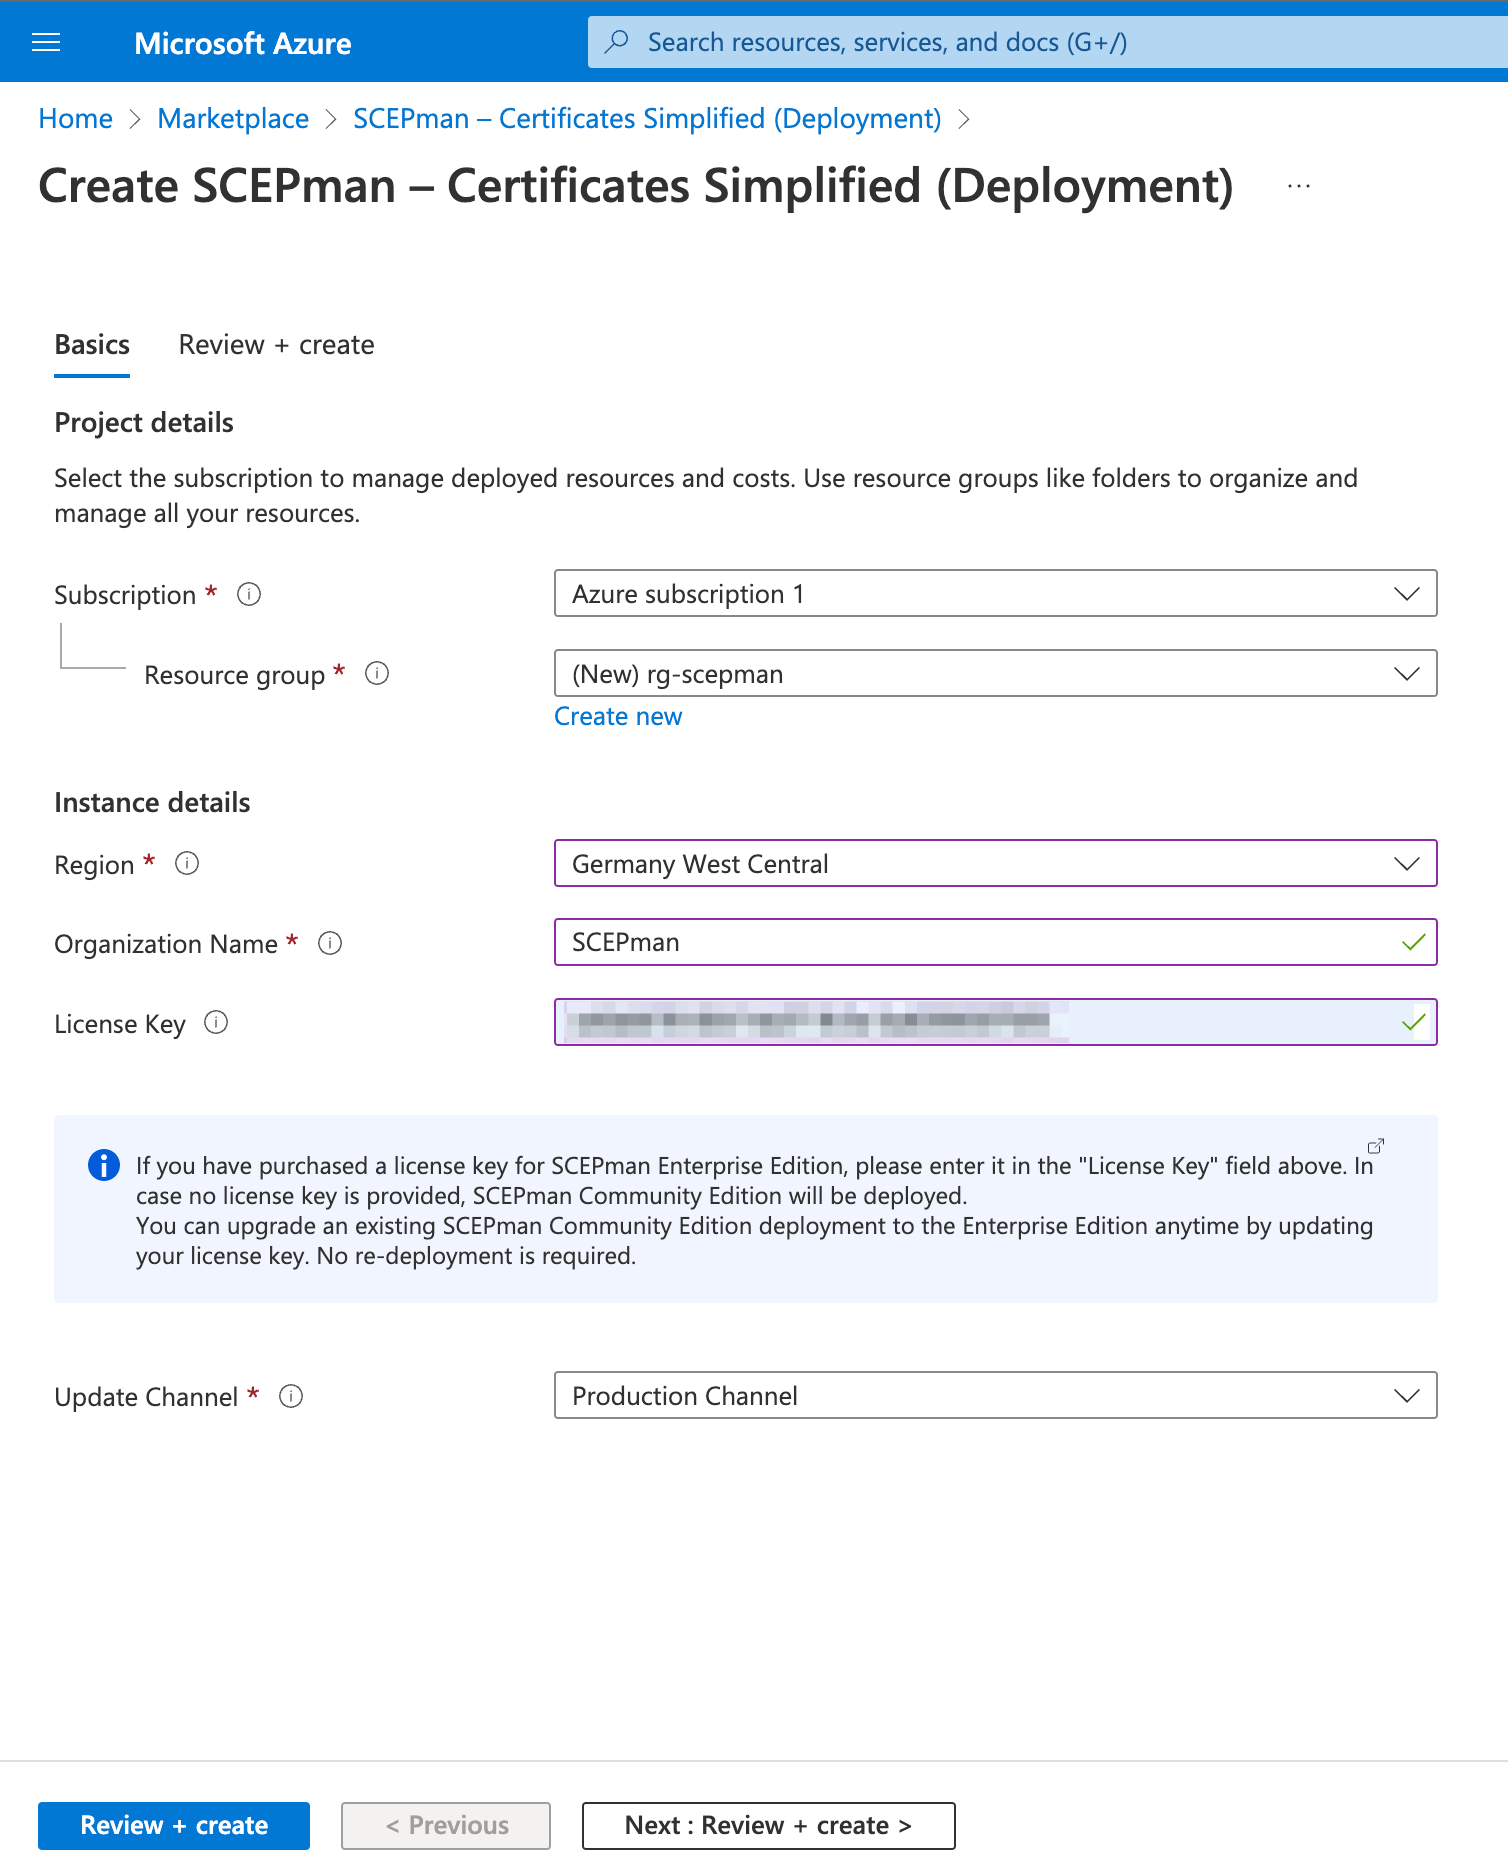 Microsoft Azure
Search resources, services, and docs (G+/)
Home > Marketplace > SCEPman – Certificates Simplified (Deployment) >
Create SCEPman – Certificates Simplified (Deployment) ...
Basics Review + create
Project details
Select the subscription to manage deployed resources and costs. Use resource groups like folders to organize and
manage all your resources.
Subscription * Azure subscription 1
Resource group * (New) rg-scepman
Create new
Instance details
Region * Germany West Central
Organization Name * SCEPman
License Key
If you have purchased a license key for SCEPman Enterprise Edition, please enter it in the "License Key" field above. In
case no license key is provided, SCEPman Community Edition will be deployed.
You can upgrade an existing SCEPman Community Edition deployment to the Enterprise Edition anytime by updating
your license key. No re-deployment is required.
Update Channel * Production Channel
Review + create < Previous Next : Review + create >